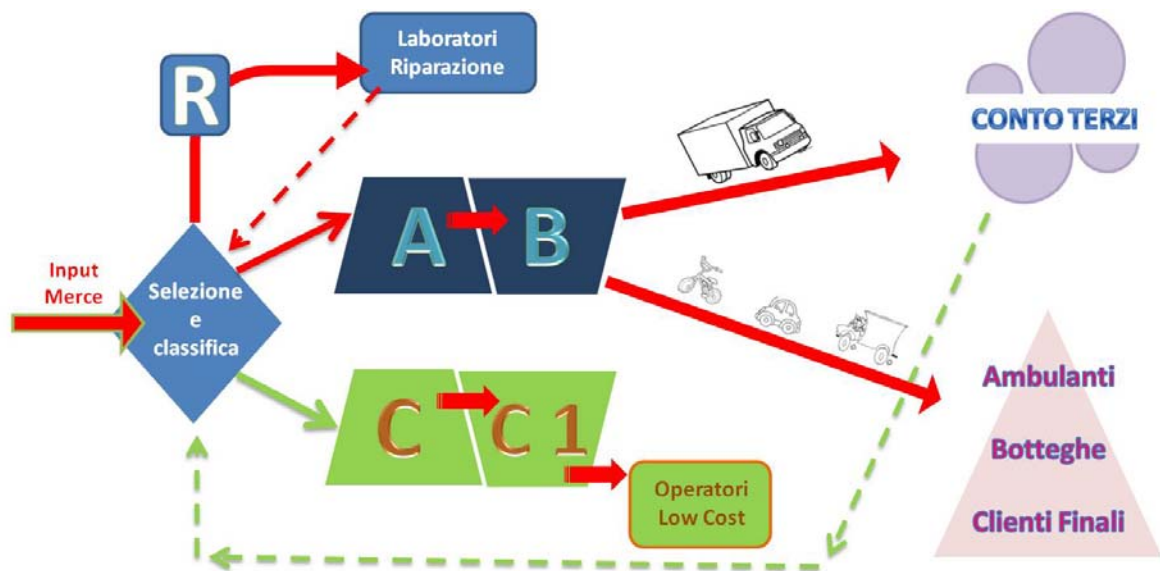 Laboratori
Riparazione
R
CONTO TERZI
A
B
Input
Merce
Selezione
e
classifica
C
C 1
Operatori
Low Cost
Ambulanti
Botteghe
Clienti Finali